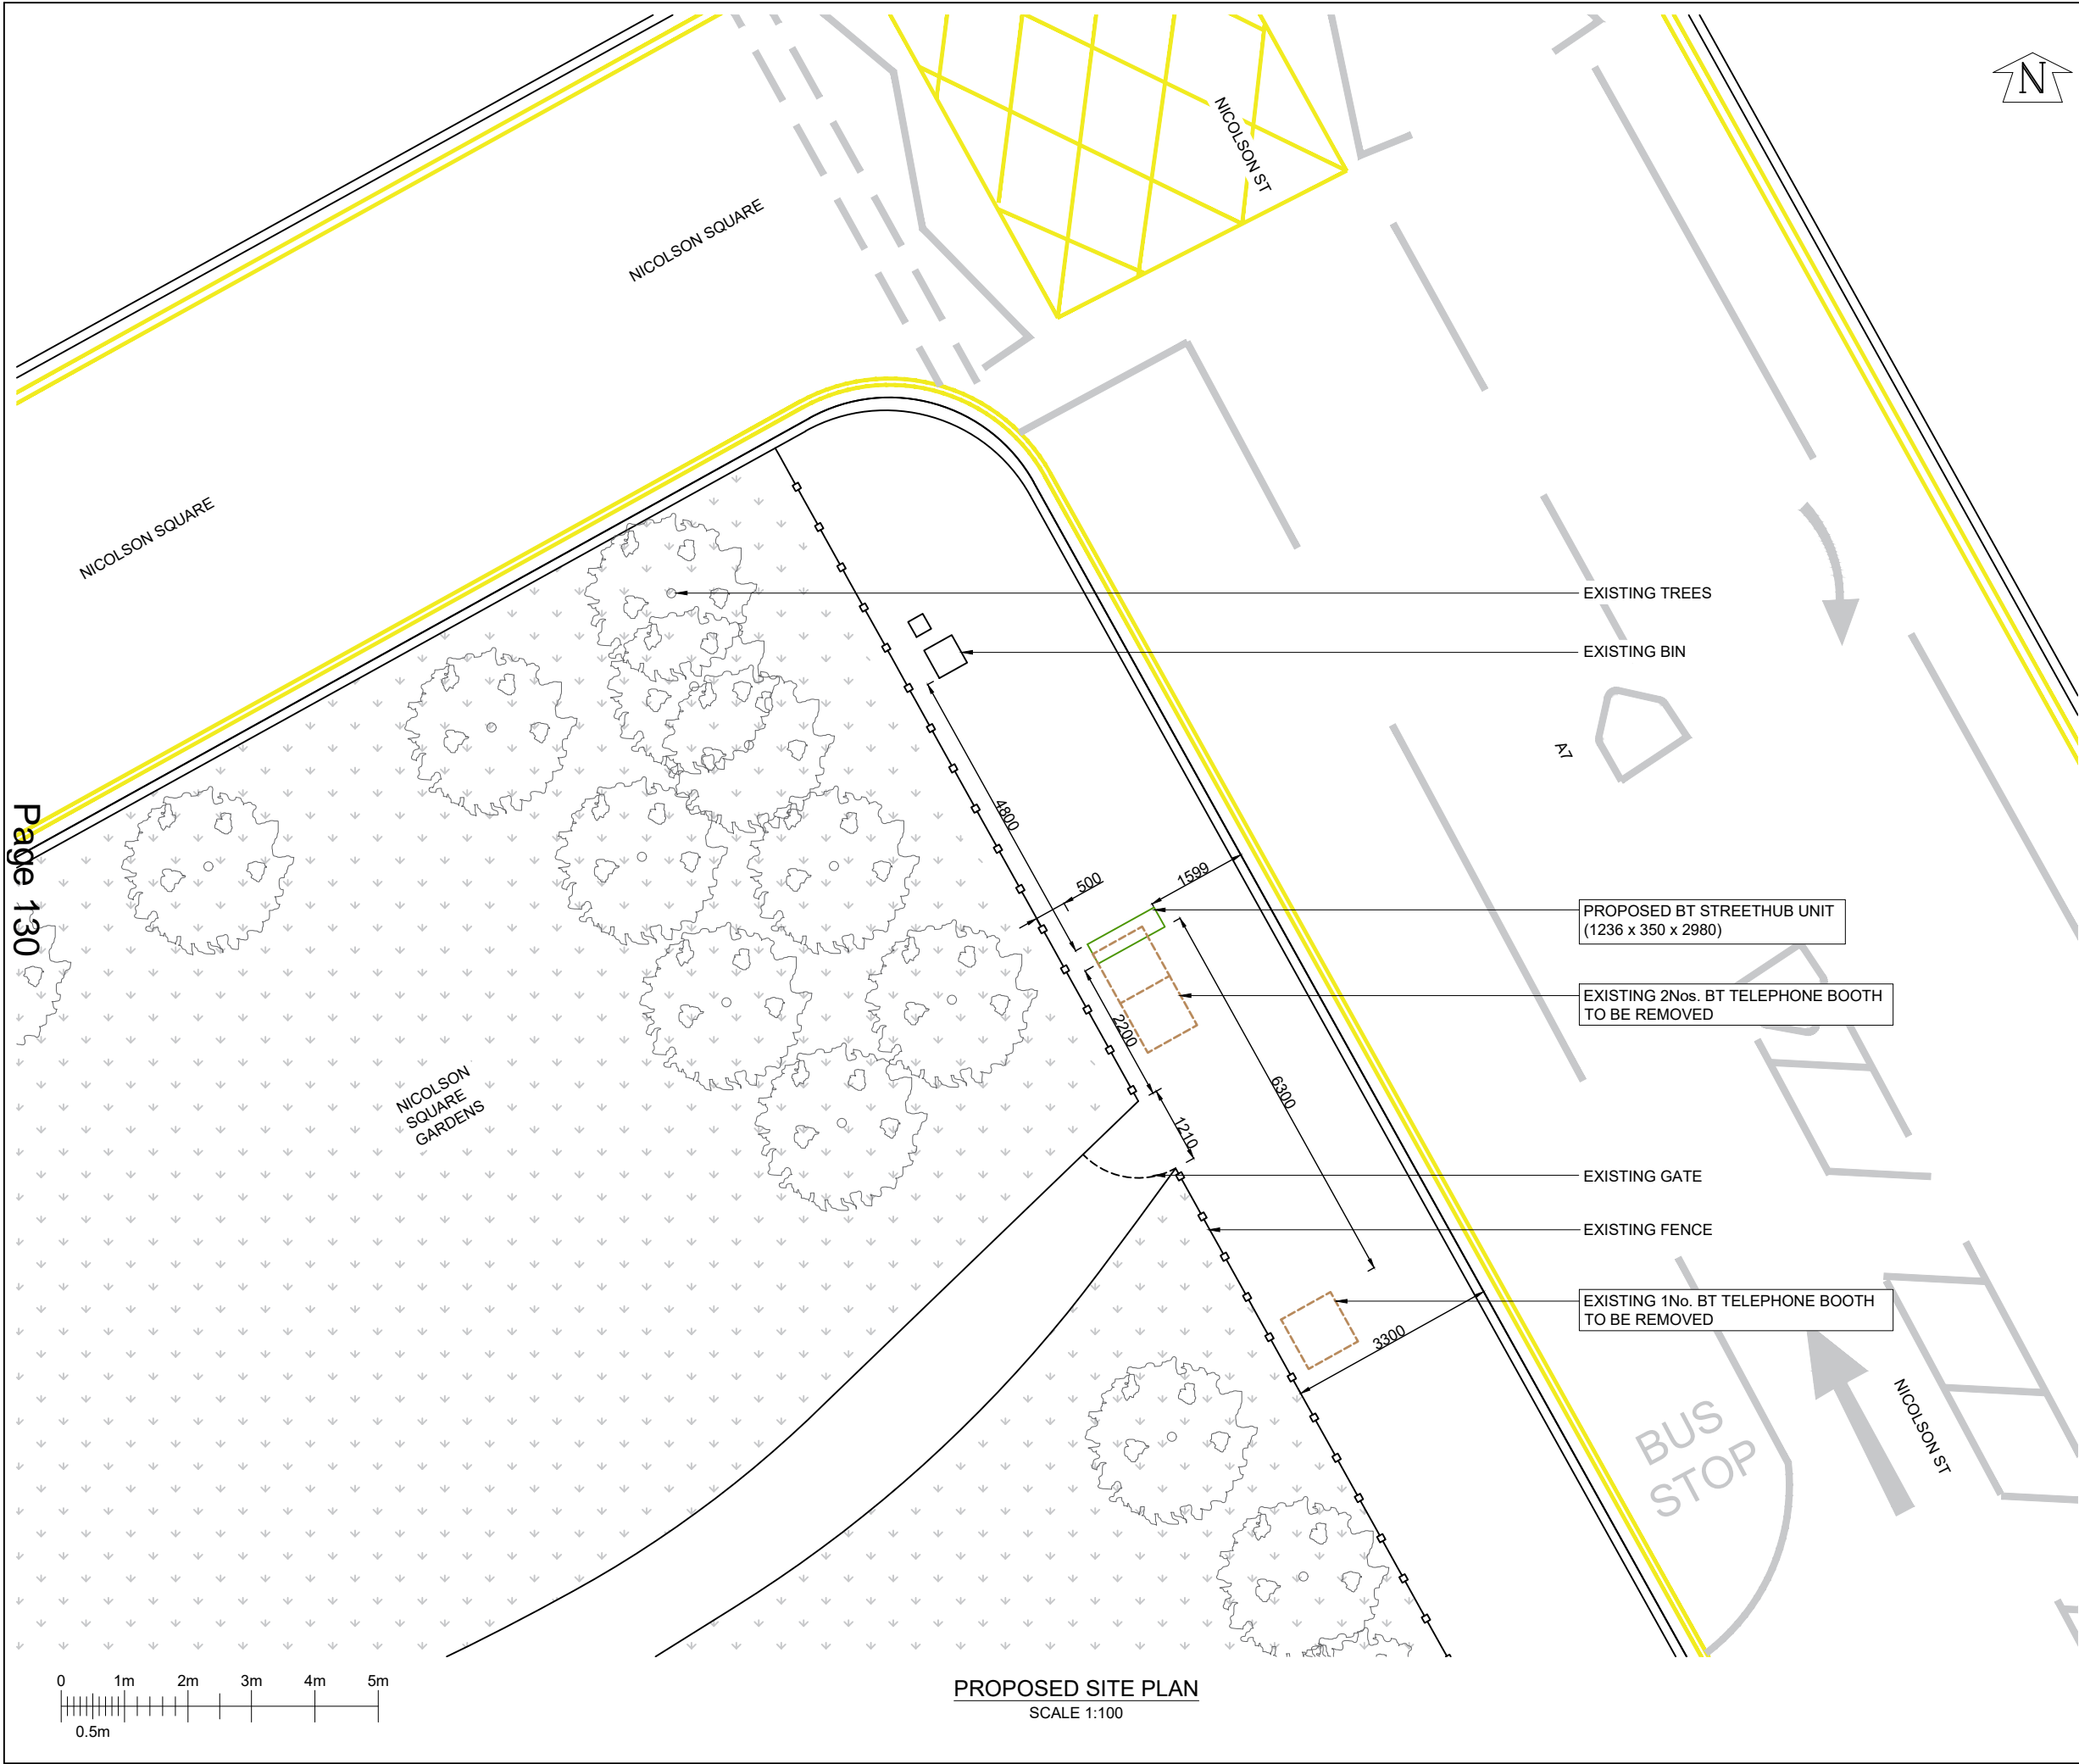 N
NICOLSON ST
NICOLSON SQUARE
NICOLSON SQUARE
EXISTING TREES
EXISTING BIN
A7
4800
500
1599
PROPOSED BT STREETHUB UNIT
(1236 x 350 x 2980)
EXISTING 2Nos. BT TELEPHONE BOOTH
TO BE REMOVED
2200
6300
1210
NICOLSON
SQUARE
GARDENS
EXISTING GATE
EXISTING FENCE
EXISTING 1No. BT TELEPHONE BOOTH
TO BE REMOVED
3300
BUS
STOP
NICOLSON ST
Page 130
0 1m 2m 3m 4m 5m
0.5m
PROPOSED SITE PLAN
SCALE 1:100